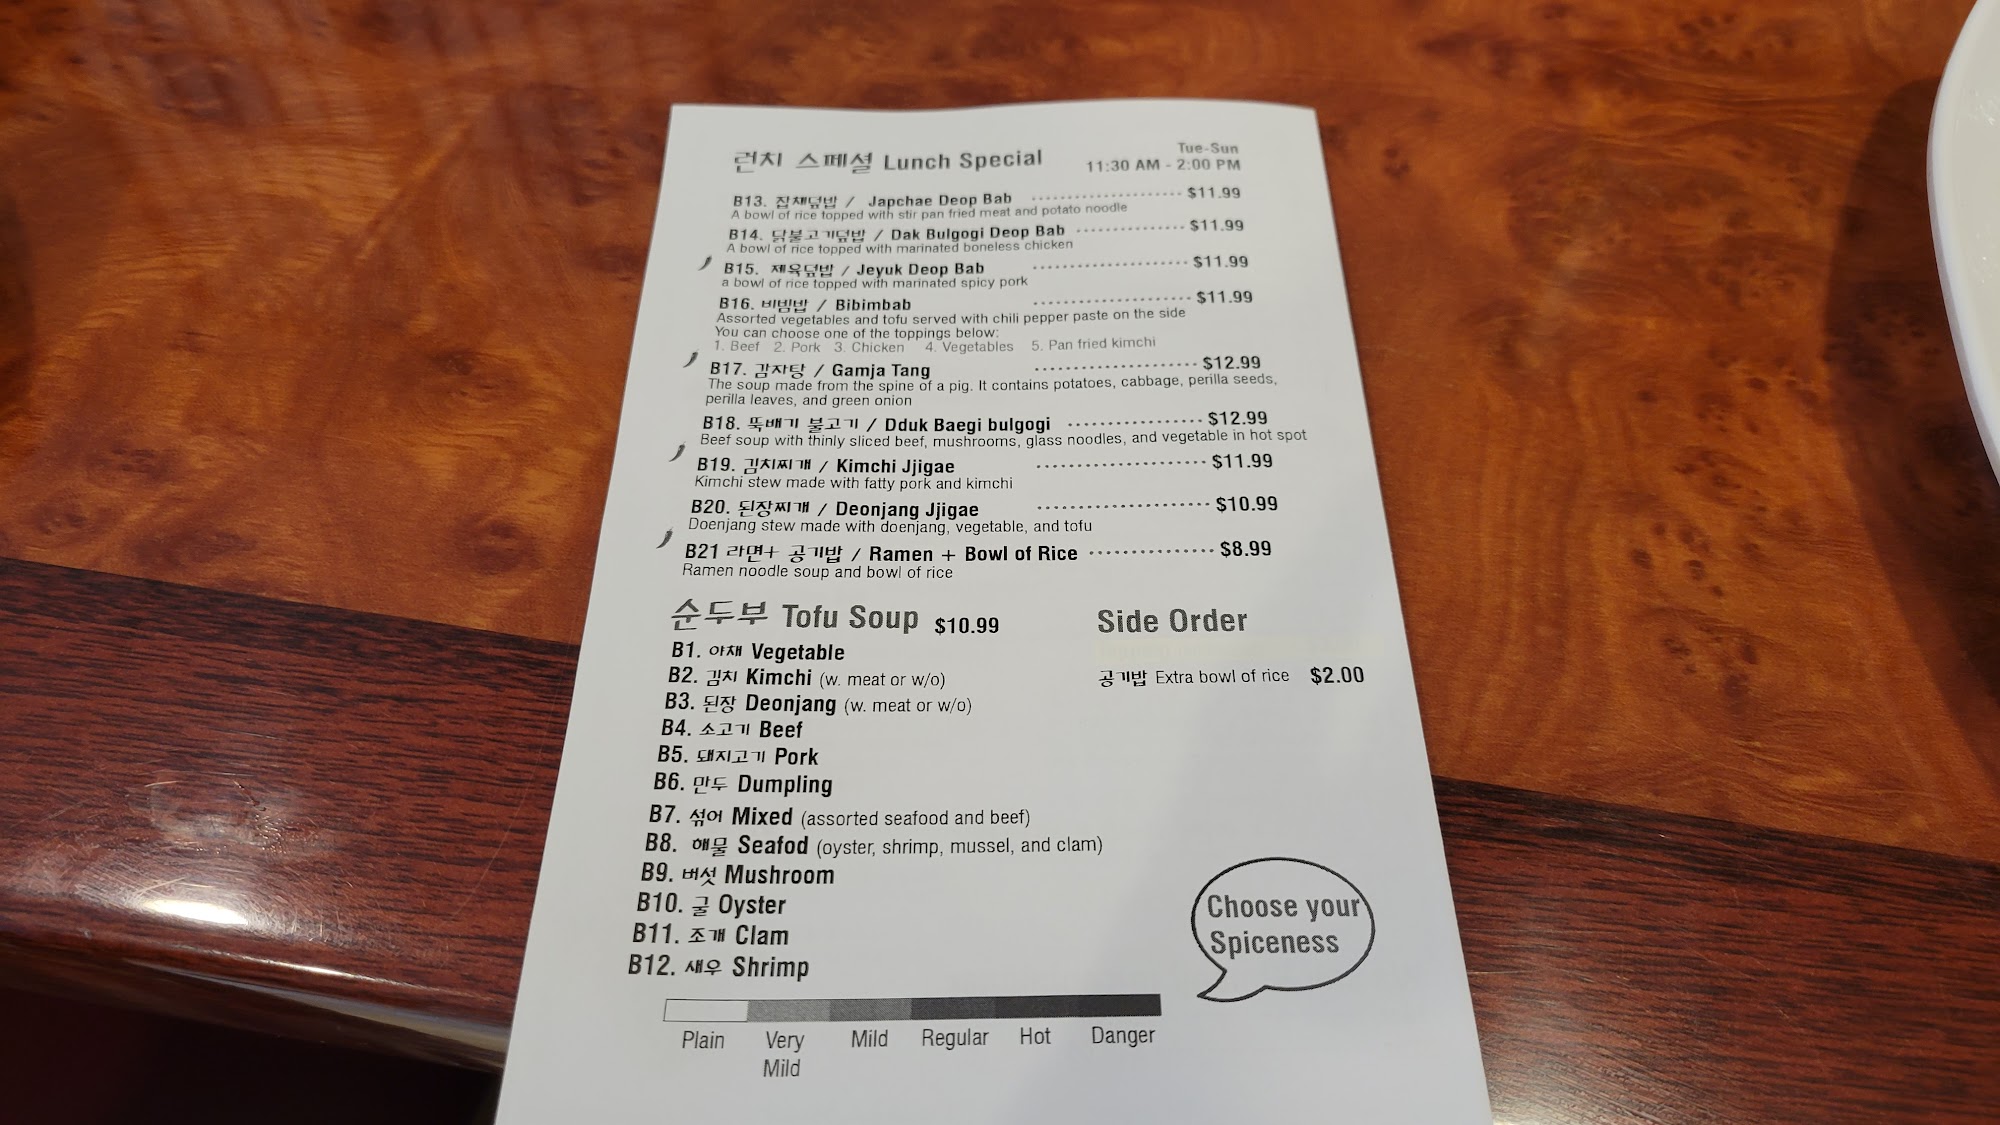 런치 스페셜 Lunch Special
Tue-Sun
11:30 AM - 2:00 PM
B13. 잡채덮밥 / Japchae Deop Bab $11.99
A bowl of rice topped with stir pan fried meat and potato noodle
B14. 닭불고기덮밥 / Dak Bulgogi Deop Bab $11.99
A bowl of rice topped with marinated boneless chicken
B15. 제육덮밥 / Jeyuk Deop Bab $11.99
a bowl of rice topped with marinated spicy pork
B16. 비빔밥 / Bibimbab $11.99
Assorted vegetables and tofu served with chili pepper paste on the side
You can choose one of the toppings below:
1. Beef 2. Pork 3. Chicken 4. Vegetables 5. Pan fried kimchi
B17. 감자탕 / Gamja Tang $12.99
The soup made from the spine of a pig. It contains potatoes, cabbage, perilla seeds,
perilla leaves, and green onion
B18. 뚝배기 불고기 / Dduk Baegi bulgogi $12.99
Beef soup with thinly sliced beef, mushrooms, glass noodles, and vegetable in hot spot
B19. 김치찌개 / Kimchi Jjigae $11.99
Kimchi stew made with fatty pork and kimchi
B20. 된장찌개 / Deonjang Jjigae $10.99
Doenjang stew made with doenjang, vegetable, and tofu
B21 라면+ 공기밥 / Ramen + Bowl of Rice $8.99
Ramen noodle soup and bowl of rice
순두부 Tofu Soup $10.99
B1. 야채 Vegetable
B2. 김치 Kimchi (w. meat or w/o)
B3. 된장 Deonjang (w. meat or w/o)
B4. 소고기 Beef
B5. 돼지고기 Pork
B6. 만두 Dumpling
B7. 섞어 Mixed (assorted seafood and beef)
B8. 해물 Seafod (oyster, shrimp, mussel, and clam)
B9. 버섯 Mushroom
B10. 굴 Oyster
B11. 조개 Clam
B12. 새우 Shrimp
Side Order
공기밥 Extra bowl of rice $2.00
Choose your
Spiceness
Plain Very Mild Regular Hot Danger
Mild